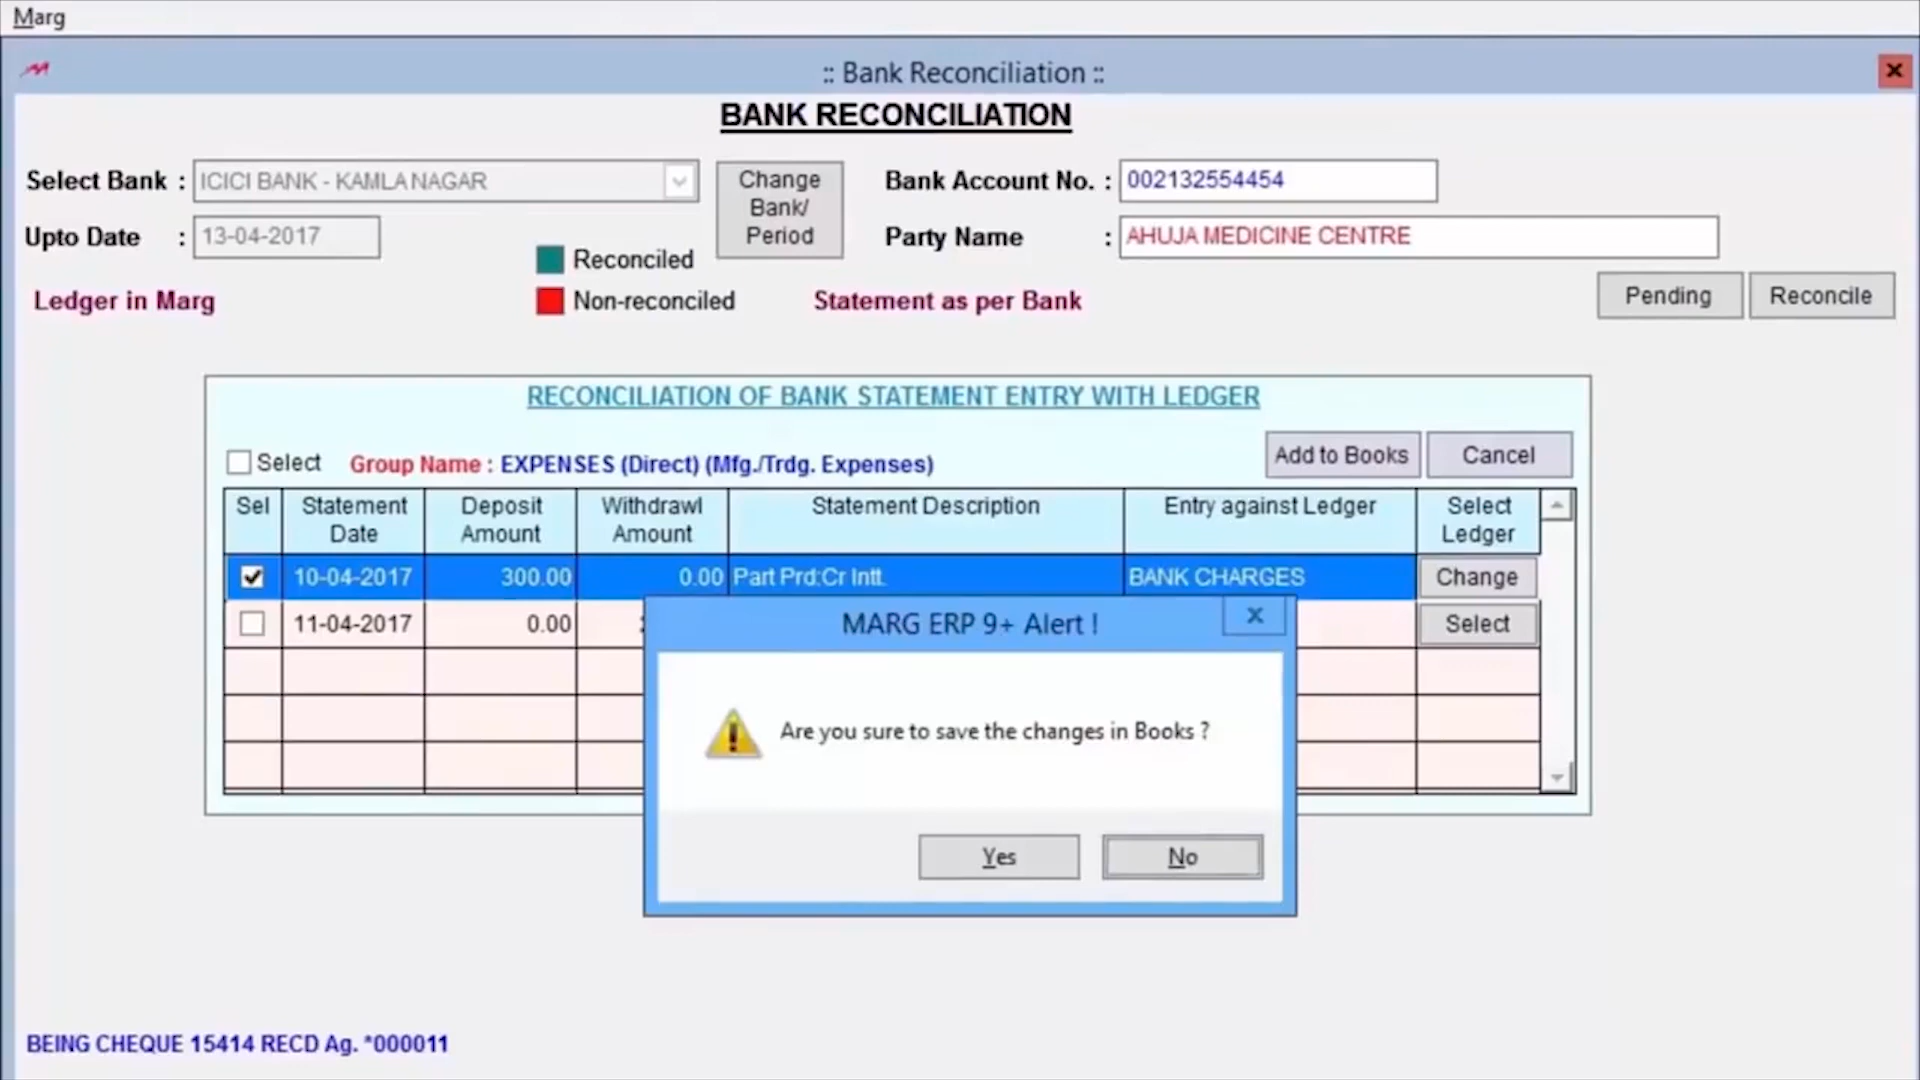 Marg
:: Bank Reconciliation ::
BANK RECONCILIATION
Select Bank : ICICI BANK - KAMLA NAGAR
Change Bank/ Period
Bank Account No. : 002132554454
Upto Date : 13-04-2017
Party Name : AHUJA MEDICINE CENTRE
Reconciled
Ledger in Marg
Non-reconciled
Statement as per Bank
Pending
Reconcile
RECONCILIATION OF BANK STATEMENT ENTRY WITH LEDGER
Select
Group Name : EXPENSES (Direct) (Mfg./Trdg. Expenses)
Add to Books
Cancel
Sel Statement Date Deposit Amount Withdrawl Amount Statement Description Entry against Ledger Select Ledger
10-04-2017 300.00 0.00 Part Prd:Cr Intt. BANK CHARGES Change
11-04-2017 0.00 Select
MARG ERP 9+ Alert !
Are you sure to save the changes in Books ?
Yes No
BEING CHEQUE 15414 RECD Ag. *000011